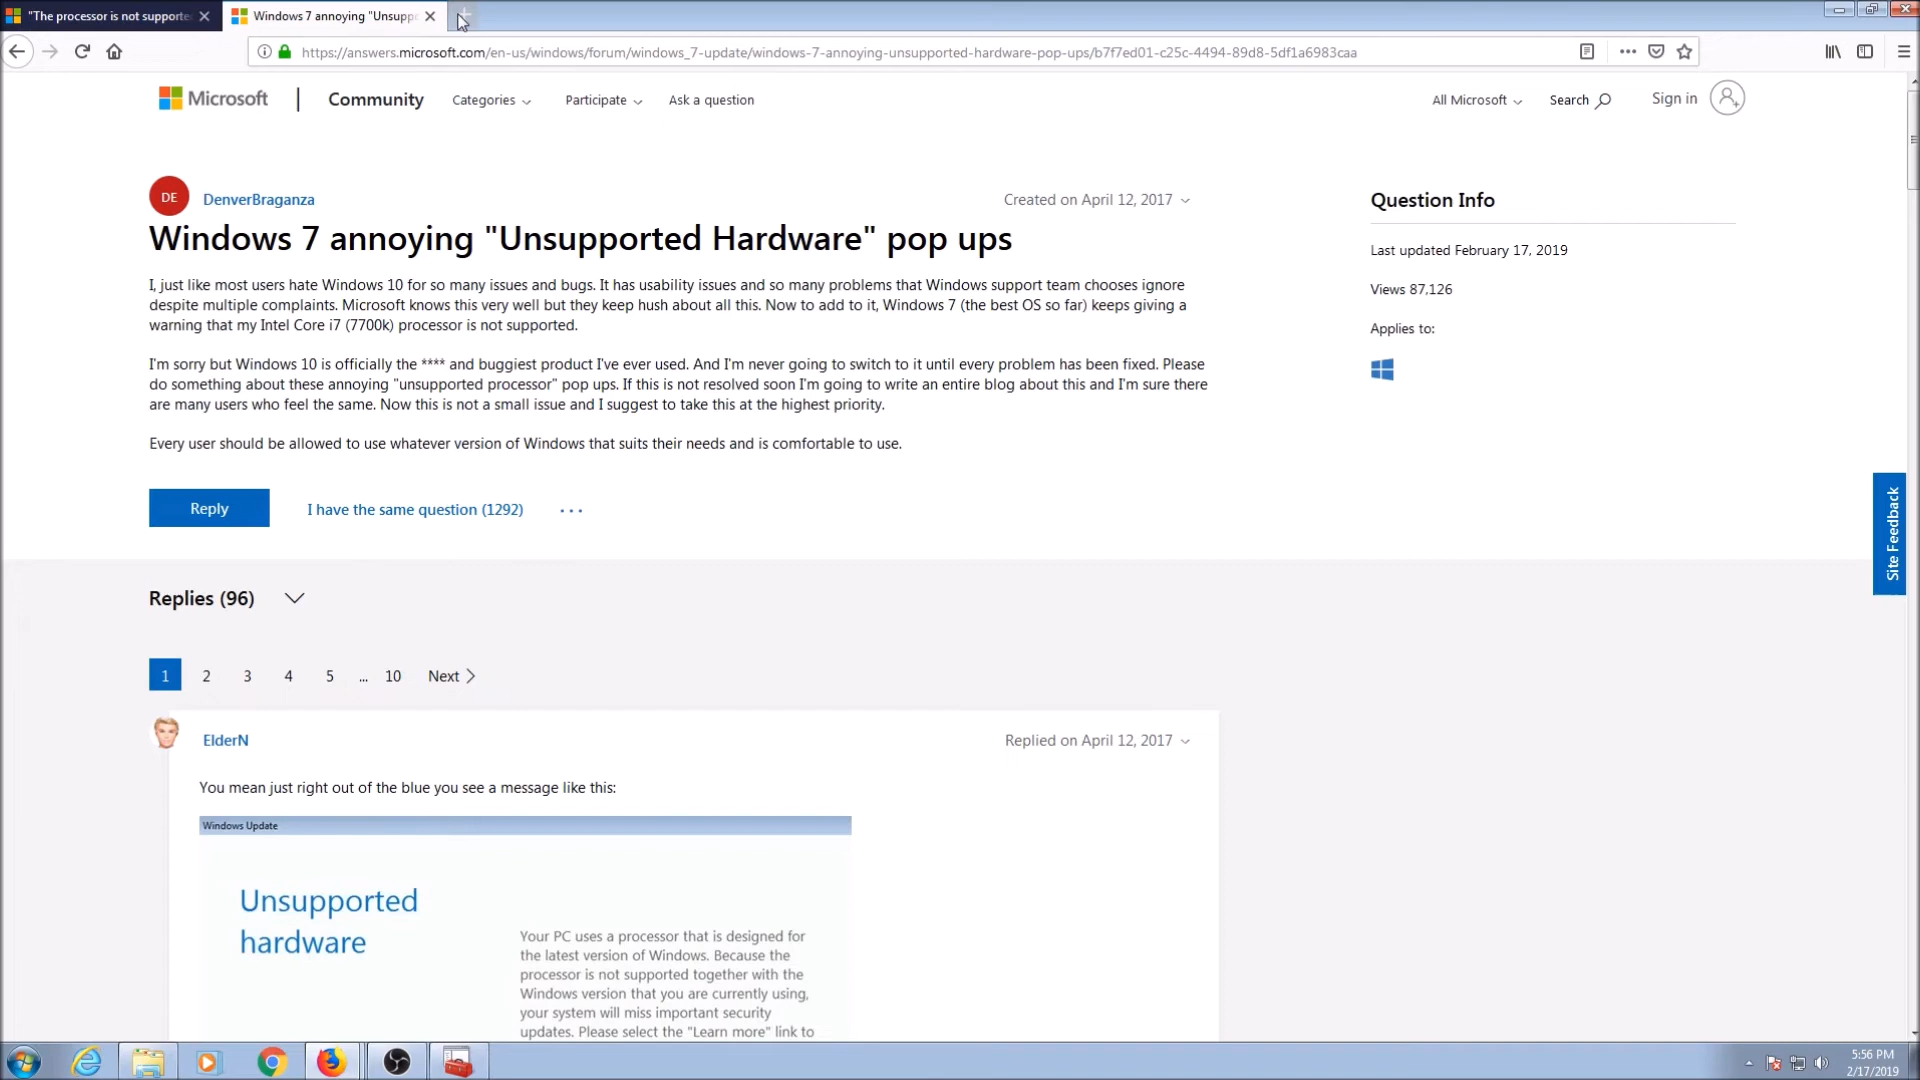 "The processor is not supporte
Windows 7 annoying "Unsuppo
https://answers.microsoft.com/en-us/windows/forum/windows_7-update/windows-7-annoying-unsupported-hardware-pop-ups/b7f7ed01-c25c-4494-89d8-5df1a6983caa
Microsoft | Community Categories Participate Ask a question All Microsoft Search Sign in
DE DenverBraganza Created on April 12, 2017
Windows 7 annoying "Unsupported Hardware" pop ups
I, just like most users hate Windows 10 for so many issues and bugs. It has usability issues and so many problems that Windows support team chooses ignore
despite multiple complaints. Microsoft knows this very well but they keep hush about all this. Now to add to it, Windows 7 (the best OS so far) keeps giving a
warning that my Intel Core i7 (7700k) processor is not supported.
I'm sorry but Windows 10 is officially the **** and buggiest product I've ever used. And I'm never going to switch to it until every problem has been fixed. Please
do something about these annoying "unsupported processor" pop ups. If this is not resolved soon I'm going to write an entire blog about this and I'm sure there
are many users who feel the same. Now this is not a small issue and I suggest to take this at the highest priority.
Every user should be allowed to use whatever version of Windows that suits their needs and is comfortable to use.
Reply I have the same question (1292) ...
Question Info
Last updated February 17, 2019
Views 87,126
Applies to:
Site Feedback
Replies (96)
1 2 3 4 5 ... 10 Next
ElderN Replied on April 12, 2017
You mean just right out of the blue you see a message like this:
Windows Update
Unsupported
hardware
Your PC uses a processor that is designed for
the latest version of Windows. Because the
processor is not supported together with the
Windows version that you are currently using,
your system will miss important security
updates. Please select the "Learn more" link to
5:56 PM
2/17/2019